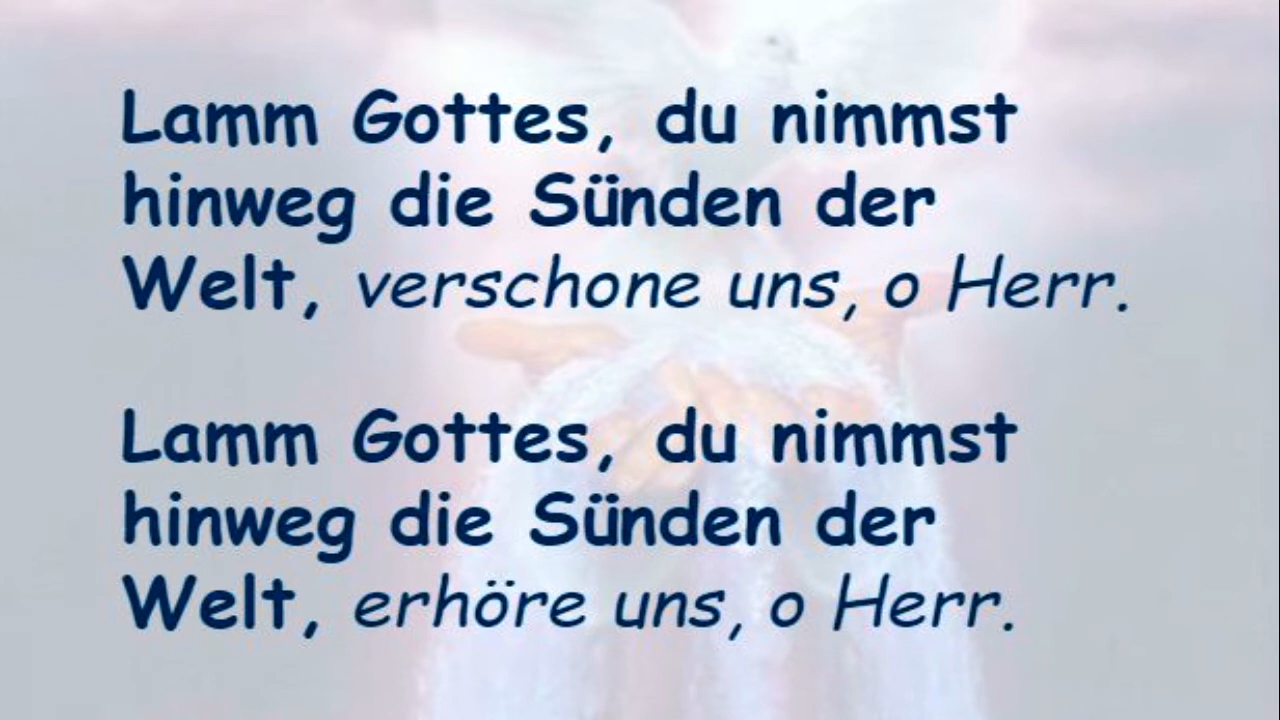 Lamm Gottes, du nimmst
hinweg die Sünden der
Welt, verschone uns, o Herr.
Lamm Gottes, du nimmst
hinweg die Sünden der
Welt, erhöre uns, o Herr.